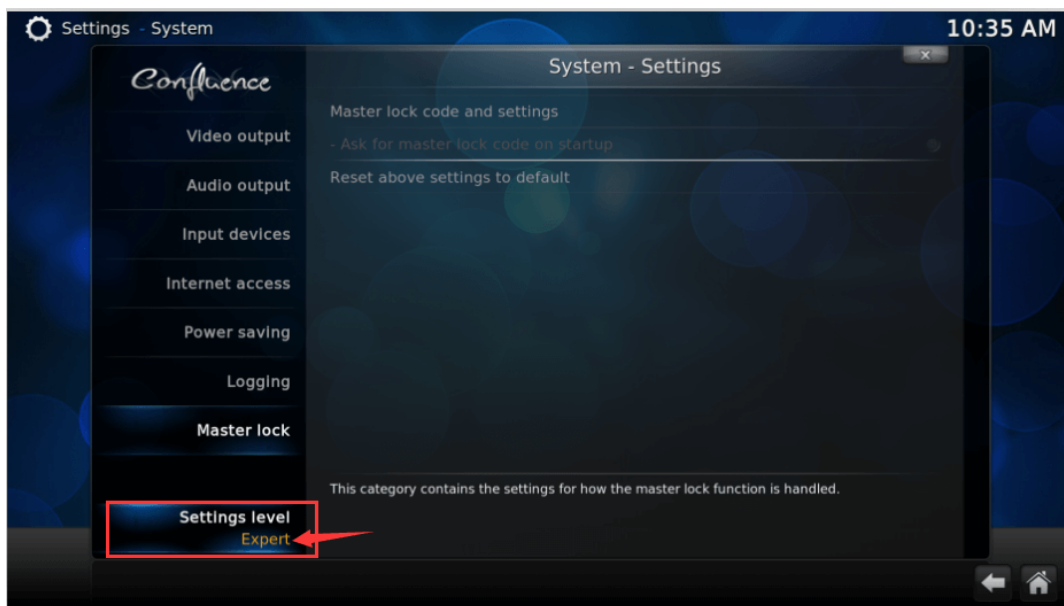 Settings - System
10:35 AM
Confluence
System - Settings
Video output
Audio output
Input devices
Internet access
Power saving
Logging
Master lock
Settings level
Expert
Master lock code and settings
- Ask for master lock code on startup
Reset above settings to default
This category contains the settings for how the master lock function is handled.